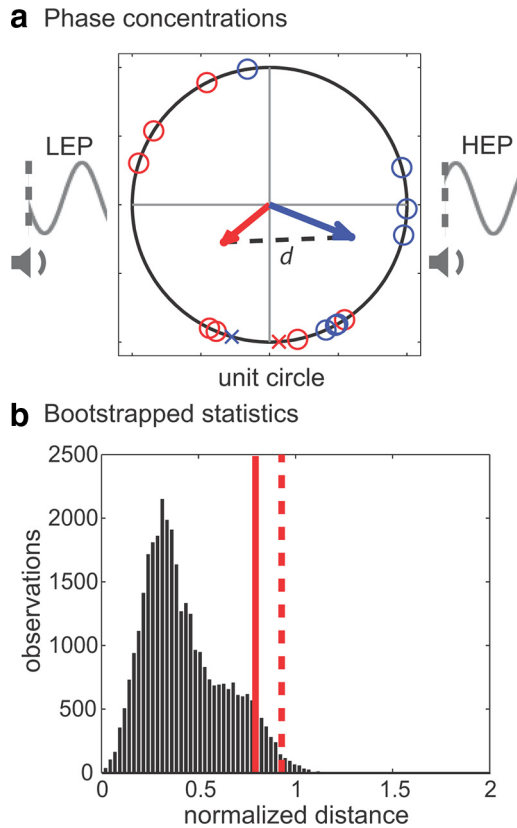 a Phase concentrations
LEP
HEP
d
unit circle
b Bootstrapped statistics
2500
2000
1500
1000
500
0
observations
0 0.5 1 1.5 2
normalized distance